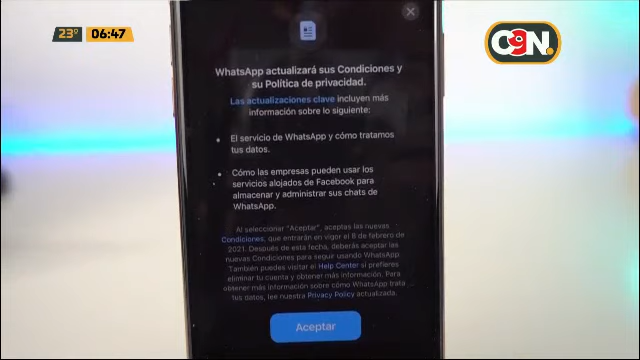 23° 06:47
C9N.
WhatsApp actualizará sus Condiciones y
su Política de privacidad.
Las actualizaciones clave incluyen más
información sobre lo siguiente:
• El servicio de WhatsApp y cómo tratamos
tus datos.
• Cómo las empresas pueden usar los
servicios alojados de Facebook para
almacenar y administrar sus chats de
WhatsApp.
Al seleccionar "Aceptar", aceptas las nuevas
Condiciones, que entrarán en vigor el 8 de febrero de
2021. Después de esta fecha, deberás aceptar las
nuevas Condiciones para seguir usando WhatsApp.
También puedes visitar el Help Center si prefieres
eliminar tu cuenta y obtener más información. Para
obtener más información sobre cómo WhatsApp trata
tus datos, lee nuestra Privacy Policy actualizada.
Aceptar